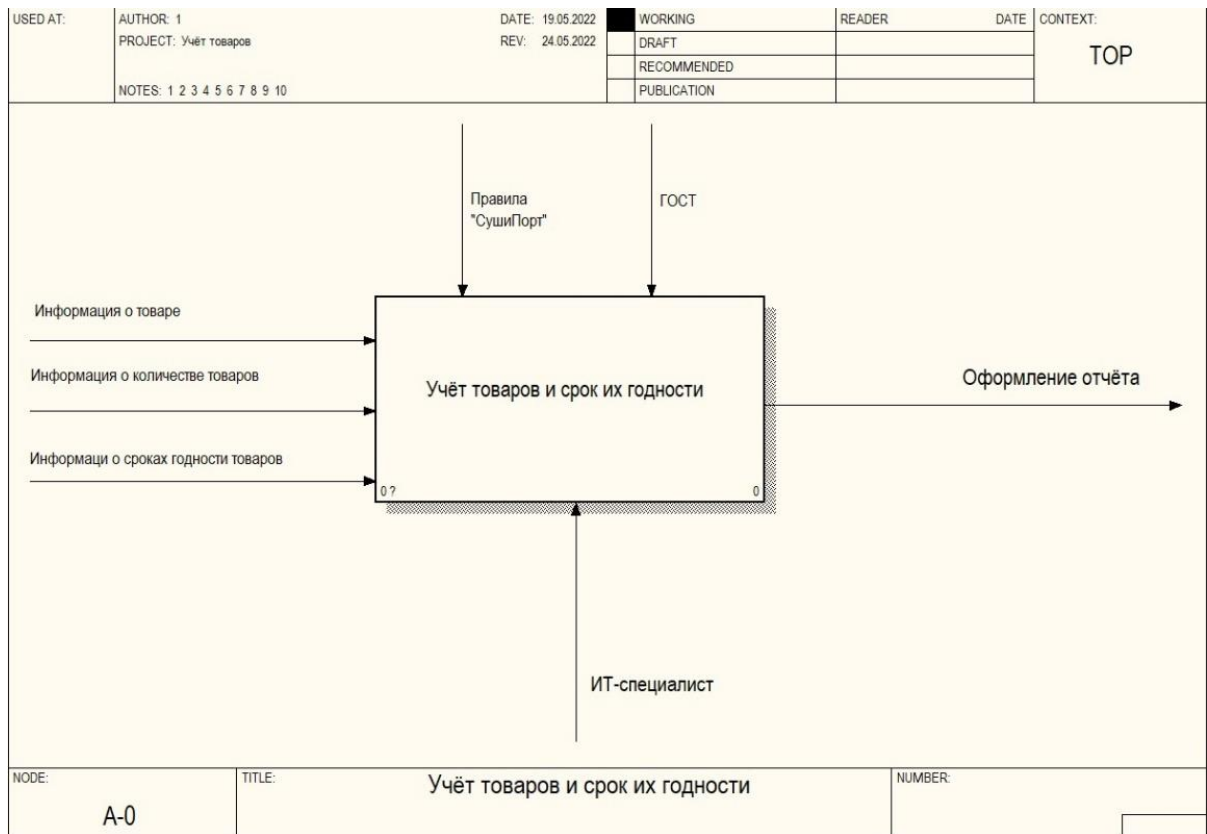 USED AT:
AUTHOR: 1
DATE: 19.05.2022
WORKING
READER
DATE
CONTEXT:
PROJECT: Учёт товаров
REV: 24.05.2022
DRAFT
TOP
RECOMMENDED
NOTES: 1 2 3 4 5 6 7 8 9 10
PUBLICATION
Правила
"СушиПорт"
ГОСТ
Информация о товаре
Информация о количестве товаров
Информаци о сроках годности товаров
Учёт товаров и срок их годности
0 ?
0
Оформление отчёта
ИТ-специалист
NODE:
A-0
TITLE:
Учёт товаров и срок их годности
NUMBER: